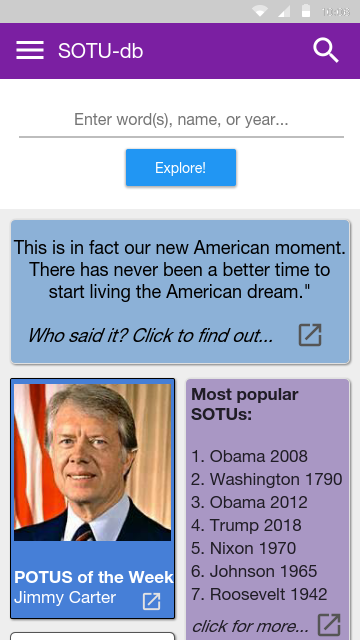 SOTU-db
Enter word(s), name, or year...
Explore!
This is in fact our new American moment.
There has never been a better time to
start living the American dream."
Who said it? Click to find out...
POTUS of the Week
Jimmy Carter
Most popular
SOTUs:
1. Obama 2008
2. Washington 1790
3. Obama 2012
4. Trump 2018
5. Nixon 1970
6. Johnson 1965
7. Roosevelt 1942
click for more...